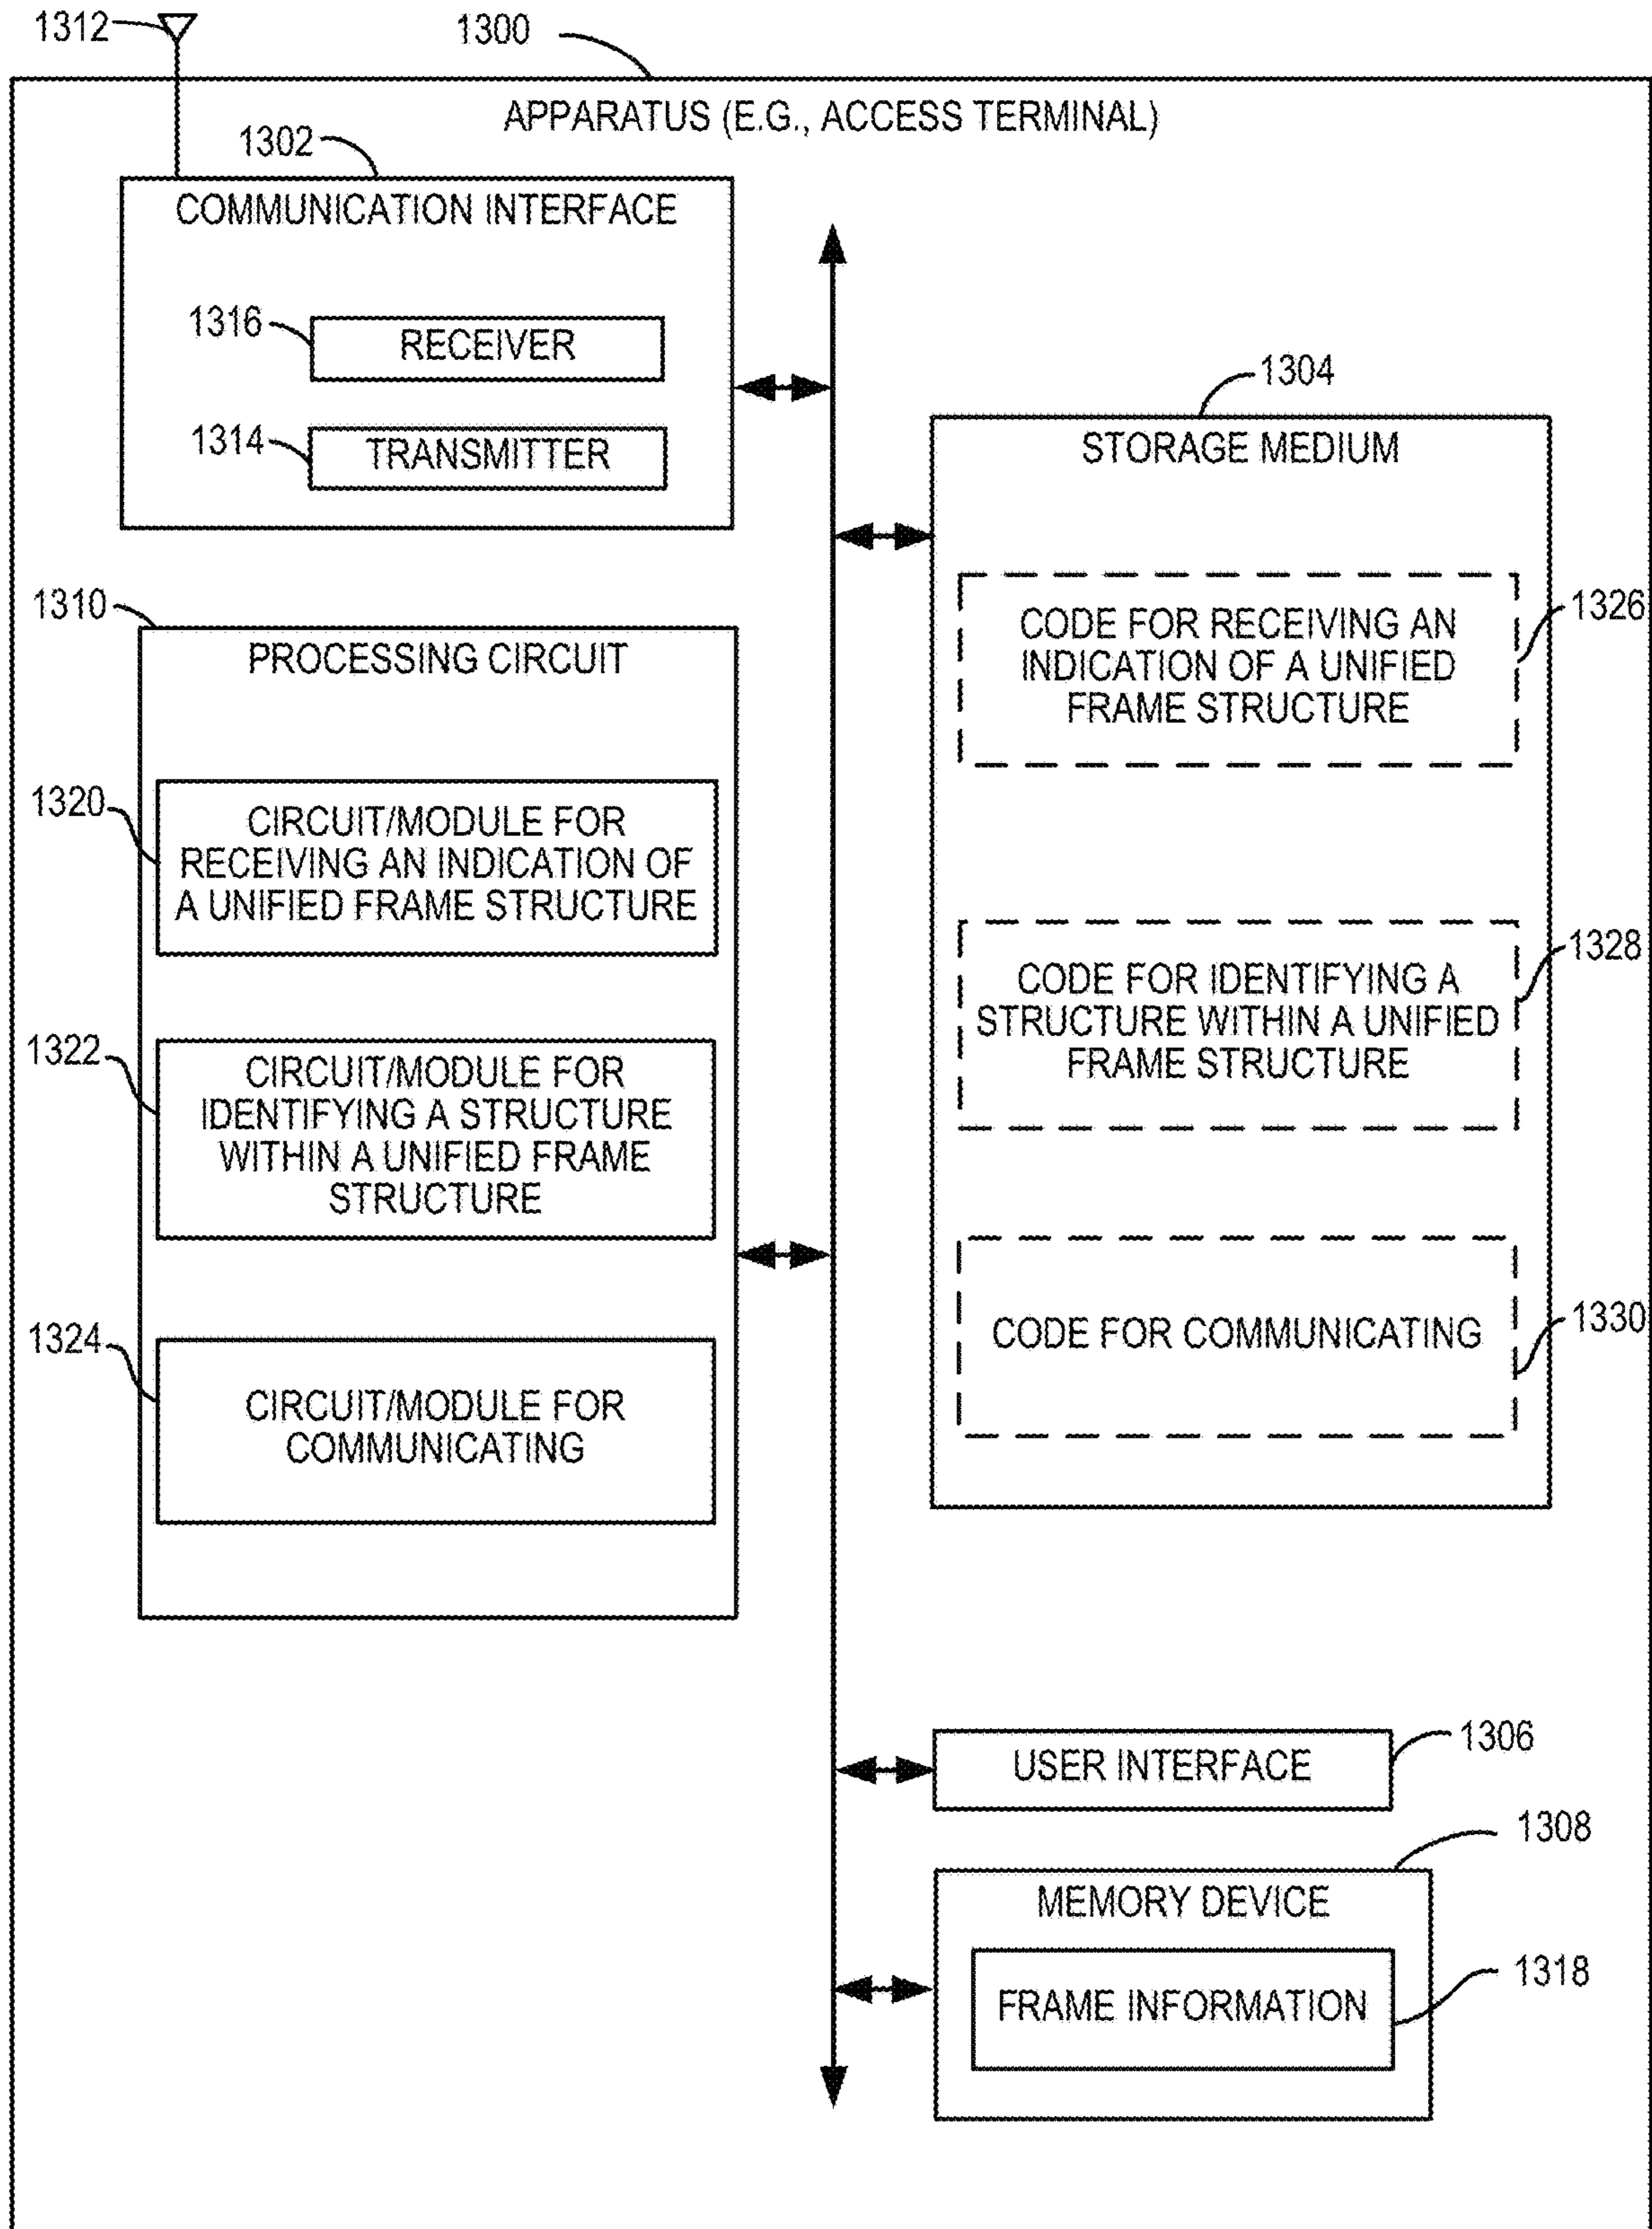 1312
1300
APPARATUS (E.G., ACCESS TERMINAL)
1302
COMMUNICATION INTERFACE
1316
RECEIVER
1314
TRANSMITTER
1304
STORAGE MEDIUM
1326
CODE FOR RECEIVING AN
INDICATION OF A UNIFIED
FRAME STRUCTURE
1328
CODE FOR IDENTIFYING A
STRUCTURE WITHIN A UNIFIED
FRAME STRUCTURE
1330
CODE FOR COMMUNICATING
1310
PROCESSING CIRCUIT
1320
CIRCUIT/MODULE FOR
RECEIVING AN INDICATION OF
A UNIFIED FRAME STRUCTURE
1322
CIRCUIT/MODULE FOR
IDENTIFYING A STRUCTURE
WITHIN A UNIFIED FRAME
STRUCTURE
1324
CIRCUIT/MODULE FOR
COMMUNICATING
1306
USER INTERFACE
1308
MEMORY DEVICE
1318
FRAME INFORMATION